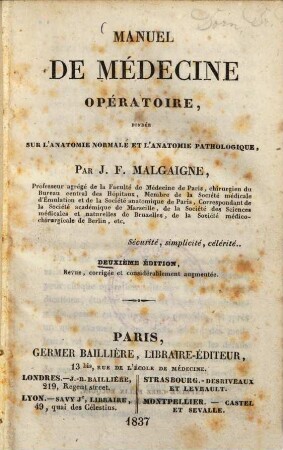 Dom. Dr.
MANUEL
DE MÉDECINE
OPÉRATOIRE,
FONDÉE
SUR L'ANATOMIE NORMALE ET L'ANATOMIE PATHOLOGIQUE,
PAR J. F. MALGAIGNE,
Professeur agrégé de la Faculté de Médecine de Paris, chirurgien du
Bureau central des Hôpitaux, Membre de la Société médicale
d'Émulation et de la Société anatomique de Paris, Correspondant de
la Société académique de Marseille, de la Société des Sciences
médicales et naturelles de Bruxelles, de la Société médico-
chirurgicale de Berlin, etc.
Sécurité, simplicité, célérité..
DEUXIÈME ÉDITION,
REVUE, corrigée et considérablement augmentée.
PARIS,
GERMER BAILLIÈRE, LIBRAIRE-ÉDITEUR,
13 bis, RUE DE L'ÉCOLE DE MÉDECINE.
LONDRES.—J.-B. BAILLIÈRE, 219, Regent street.
STRASBOURG.—DERIVEAUX ET LEVRAULT.
LYON.—SAVY Je, LIBRAIRE, 49, quai des Célestins.
MONTPELLIER. — CASTEL ET SEVALLE.
1837